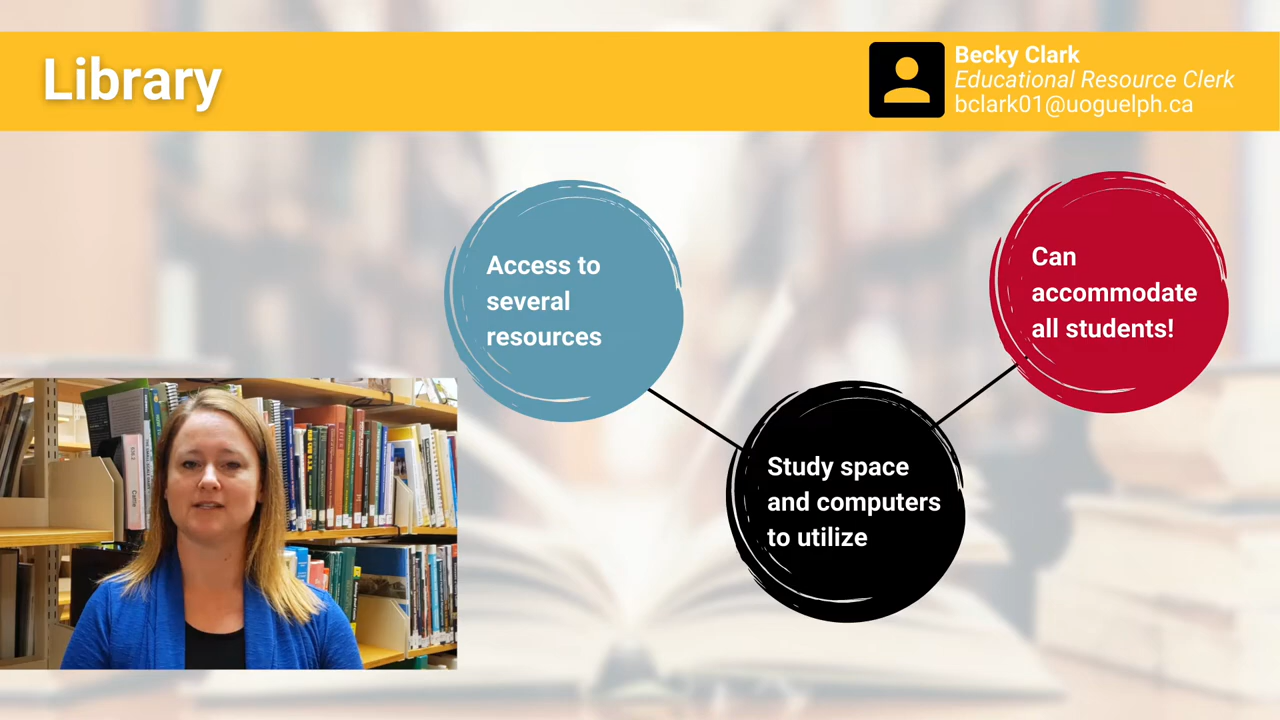 Library
Becky Clark
Educational Resource Clerk
bclark01@uoguelph.ca
Access to
several
resources
Can
accommodate
all students!
Study space
and computers
to utilize